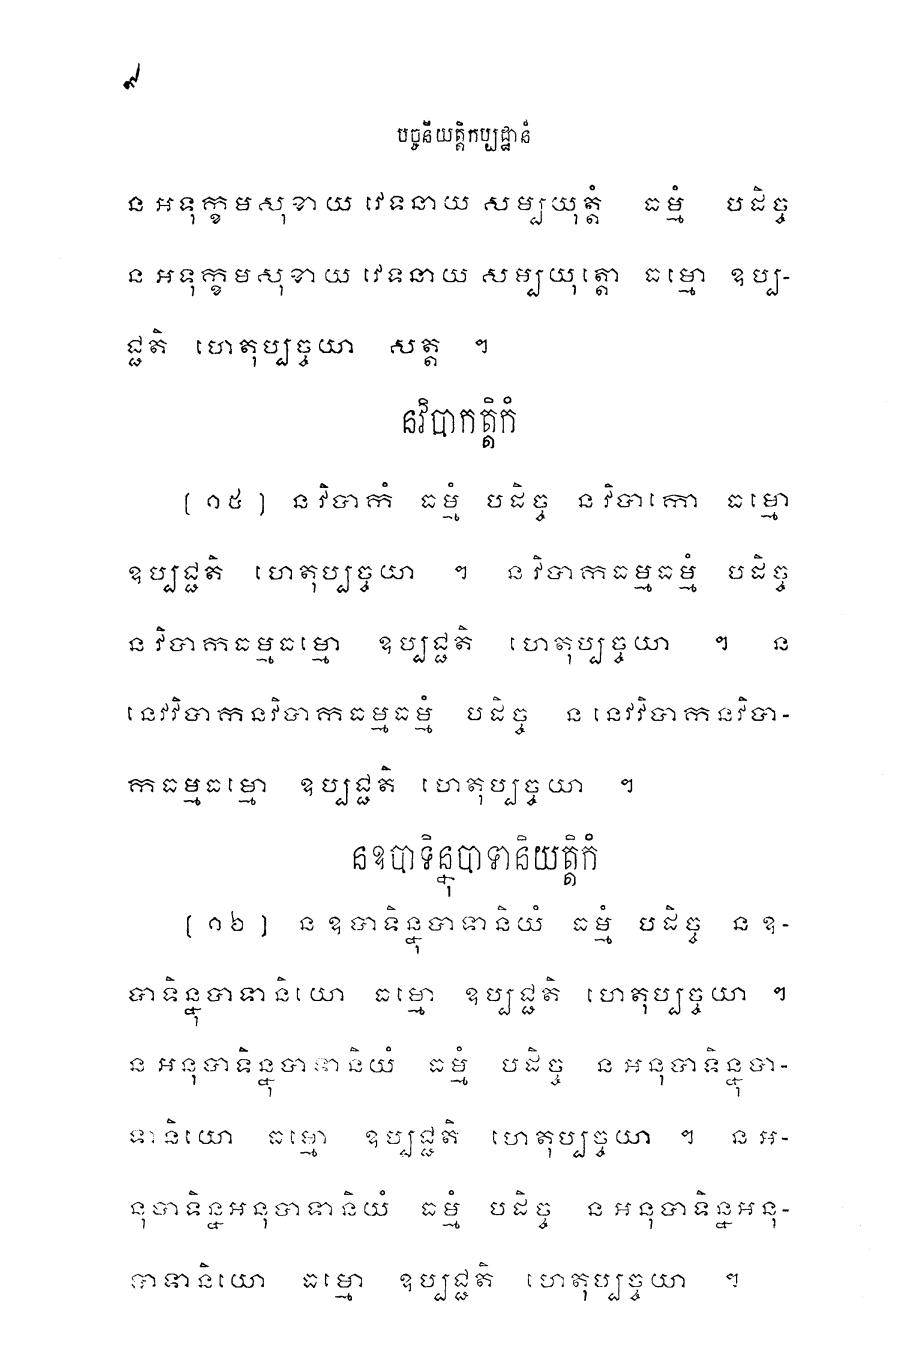 ៧
បច្ចនីយត្តិកប្បដ្ឋានំ
ន អទុក្ខមសុខាយ វេទនាយ សម្បយុត្តំ ធម្មំ បដិច្ច
ន អទុក្ខមសុខាយ វេទនាយ សម្បយុត្តោ ធម្មោ ឧប្ប-
ជ្ជតិ ហេតុប្បច្ចយា សត្ត ។
នវិបាកត្តិកំ
[ ១៥ ] ន វិបាកំ ធម្មំ បដិច្ច ន វិបាកោ ធម្មោ
ឧប្បជ្ជតិ ហេតុប្បច្ចយា ។ ន វិបាកធម្មធម្មំ បដិច្ច
ន វិបាកធម្មធម្មោ ឧប្បជ្ជតិ ហេតុប្បច្ចយា ។ ន
នេវវិបាកនវិបាកធម្មធម្មំ បដិច្ច ន នេវវិបាកនវិបា-
កធម្មធម្មោ ឧប្បជ្ជតិ ហេតុប្បច្ចយា ។
នឧបាទិន្នុបាទានិយត្តិកំ
[ ១៦ ] ន ឧបាទិន្នុបាទានិយំ ធម្មំ បដិច្ច ន ឧ-
បាទិន្នុបាទានិយោ ធម្មោ ឧប្បជ្ជតិ ហេតុប្បច្ចយា ។
ន អនុបាទិន្នុបាទានិយំ ធម្មំ បដិច្ច ន អនុបាទិន្នុបា-
ទានិយោ ធម្មោ ឧប្បជ្ជតិ ហេតុប្បច្ចយា ។ ន អ-
នុបាទិន្នអនុបាទានិយំ ធម្មំ បដិច្ច ន អនុបាទិន្នអនុ-
បាទានិយោ ធម្មោ ឧប្បជ្ជតិ ហេតុប្បច្ចយា ។